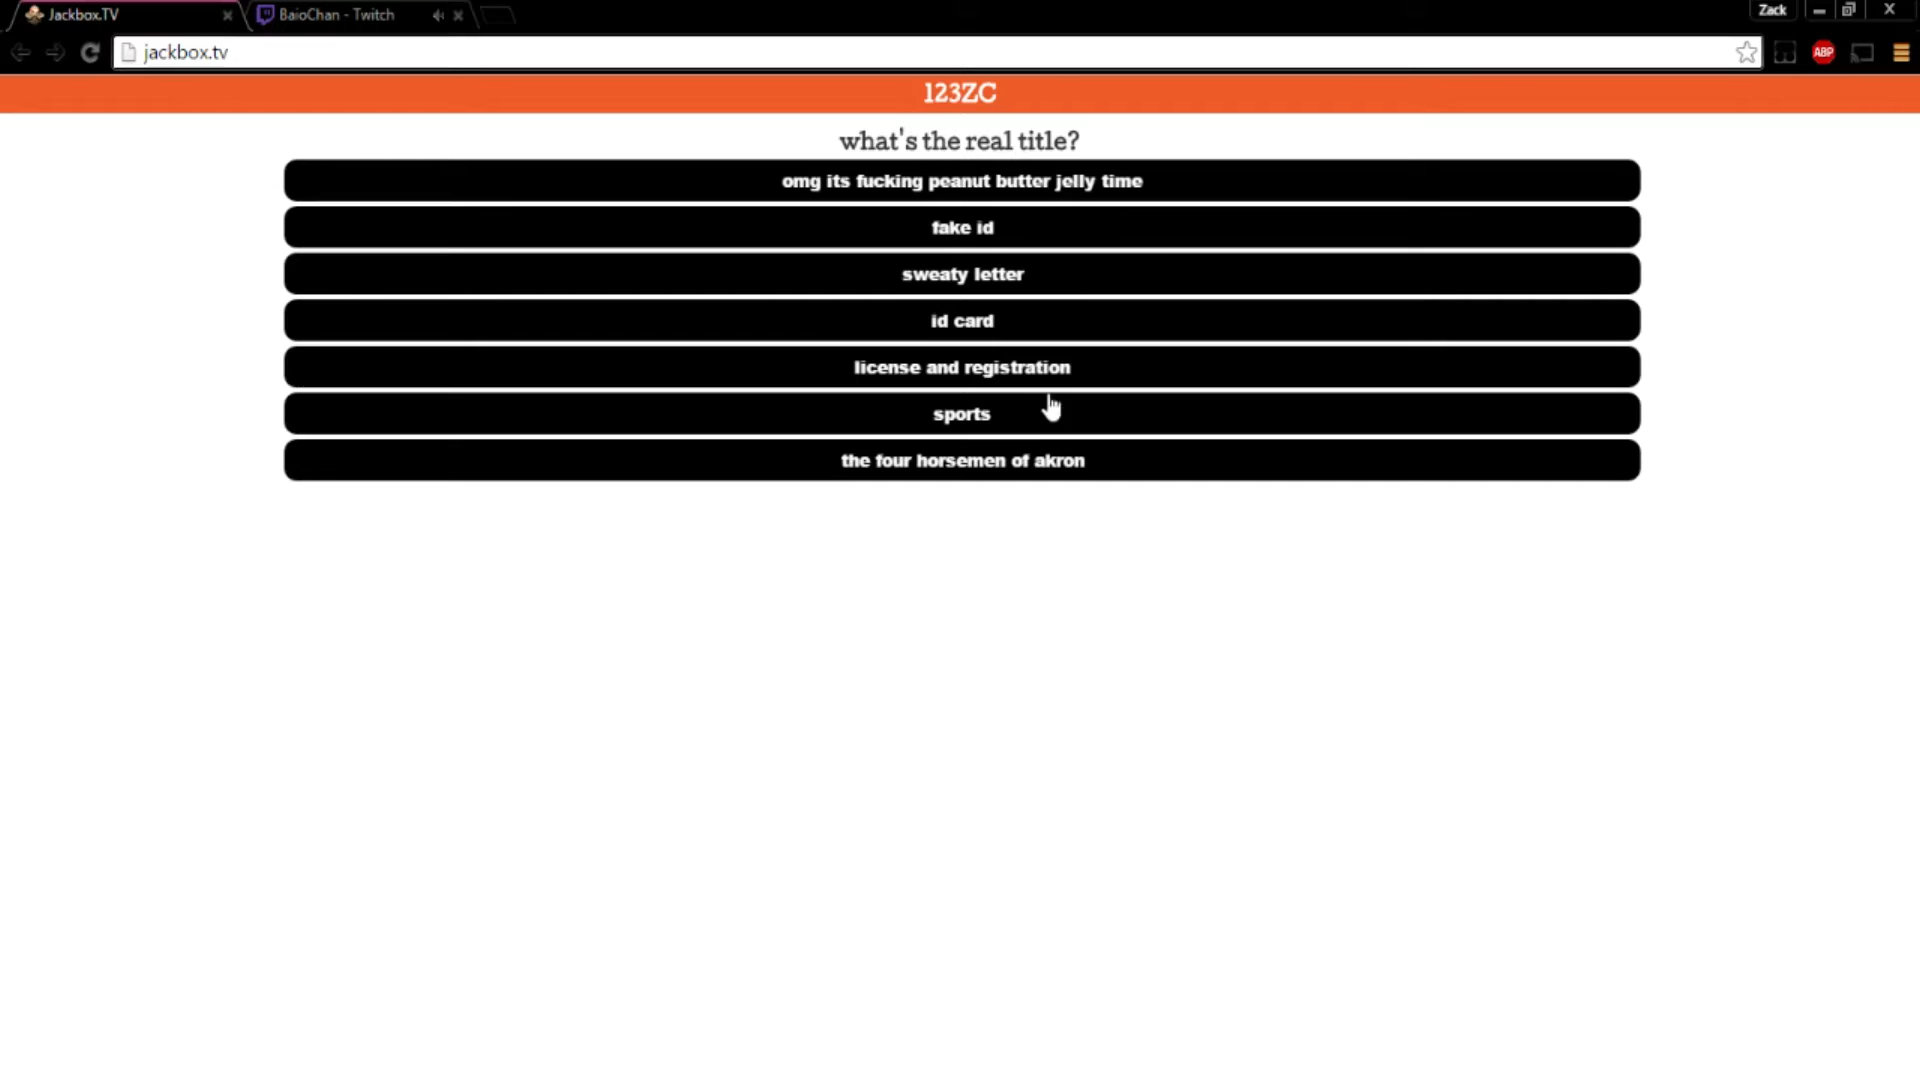 Jackbox.TV
BaioChan - Twitch
Zack
jackbox.tv
ABP
123ZC
what's the real title?
omg its fucking peanut butter jelly time
fake id
sweaty letter
id card
license and registration
sports
the four horsemen of akron